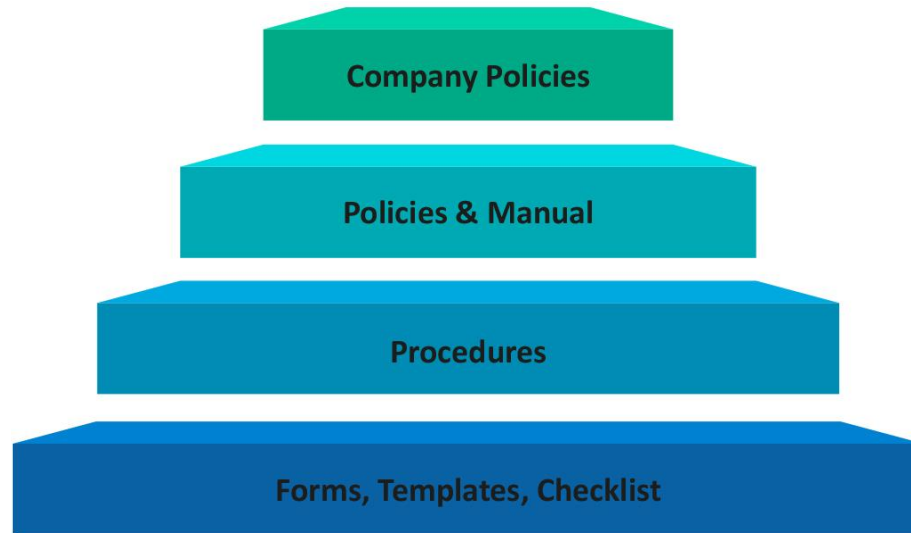 Company Policies
Policies & Manual
Procedures
Forms, Templates, Checklist